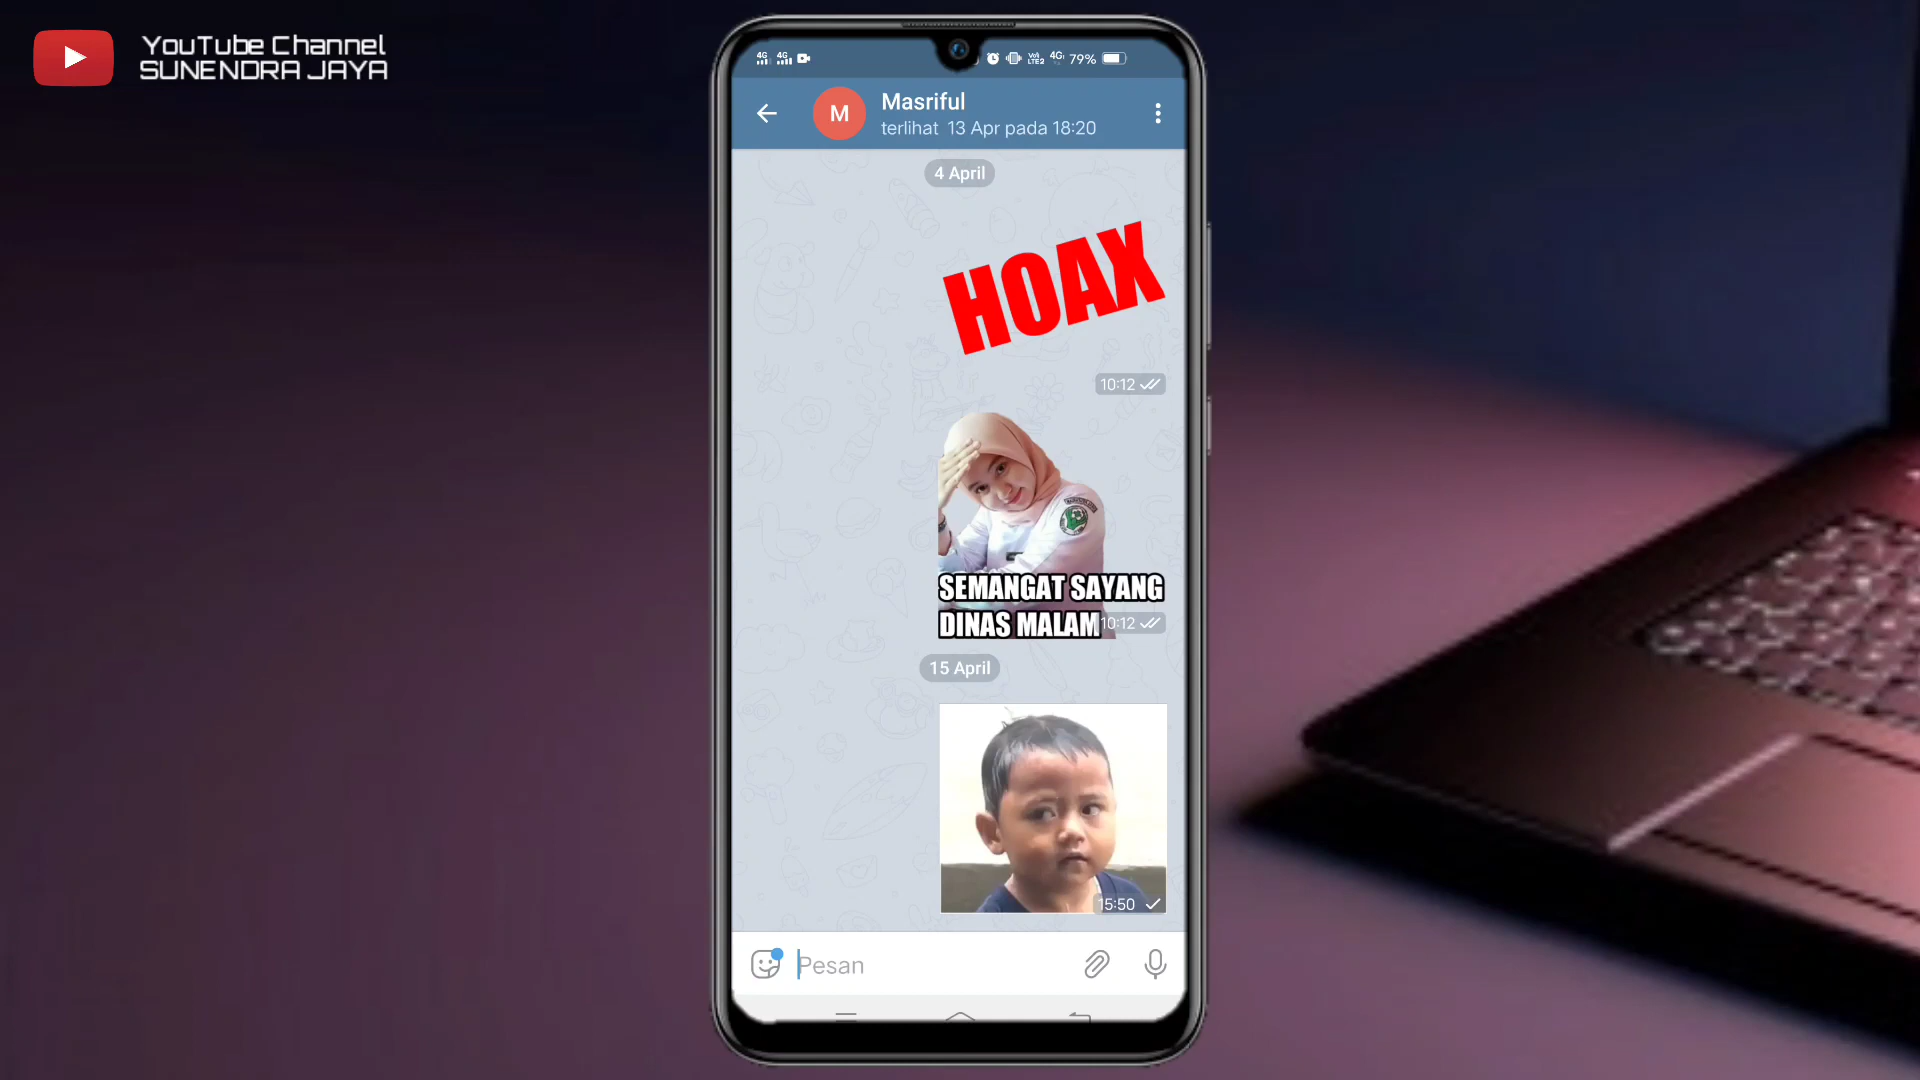 YouTube Channel
SUNENDRA JAYA
79%
M
Masriful
terlihat 13 Apr pada 18:20
4 April
HOAX
10:12
SEMANGAT SAYANG
DINAS MALAM
10:12
15 April
15:50
Pesan